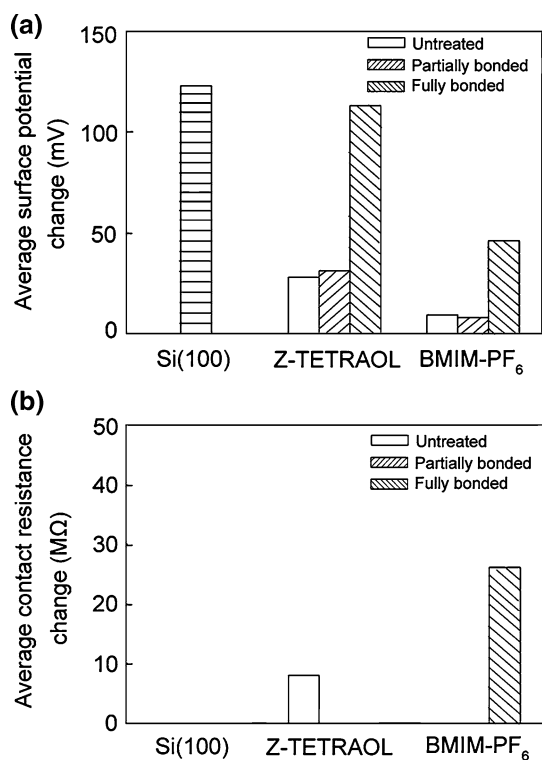 (a)
150
100
50
0
Average surface potential
change (mV)
Untreated
Partially bonded
Fully bonded
Si(100)
Z-TETRAOL
BMIM-PF6
(b)
50
40
30
20
10
0
Average contact resistance
change (MΩ)
Untreated
Partially bonded
Fully bonded
Si(100)
Z-TETRAOL
BMIM-PF6